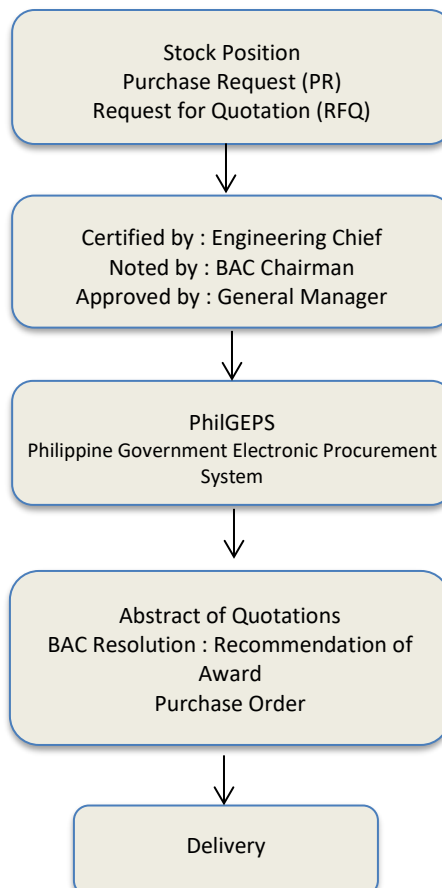 Stock Position
Purchase Request (PR)
Request for Quotation (RFQ)
Certified by : Engineering Chief
Noted by : BAC Chairman
Approved by : General Manager
PhilGEPS
Philippine Government Electronic Procurement
System
Abstract of Quotations
BAC Resolution : Recommendation of
Award
Purchase Order
Delivery